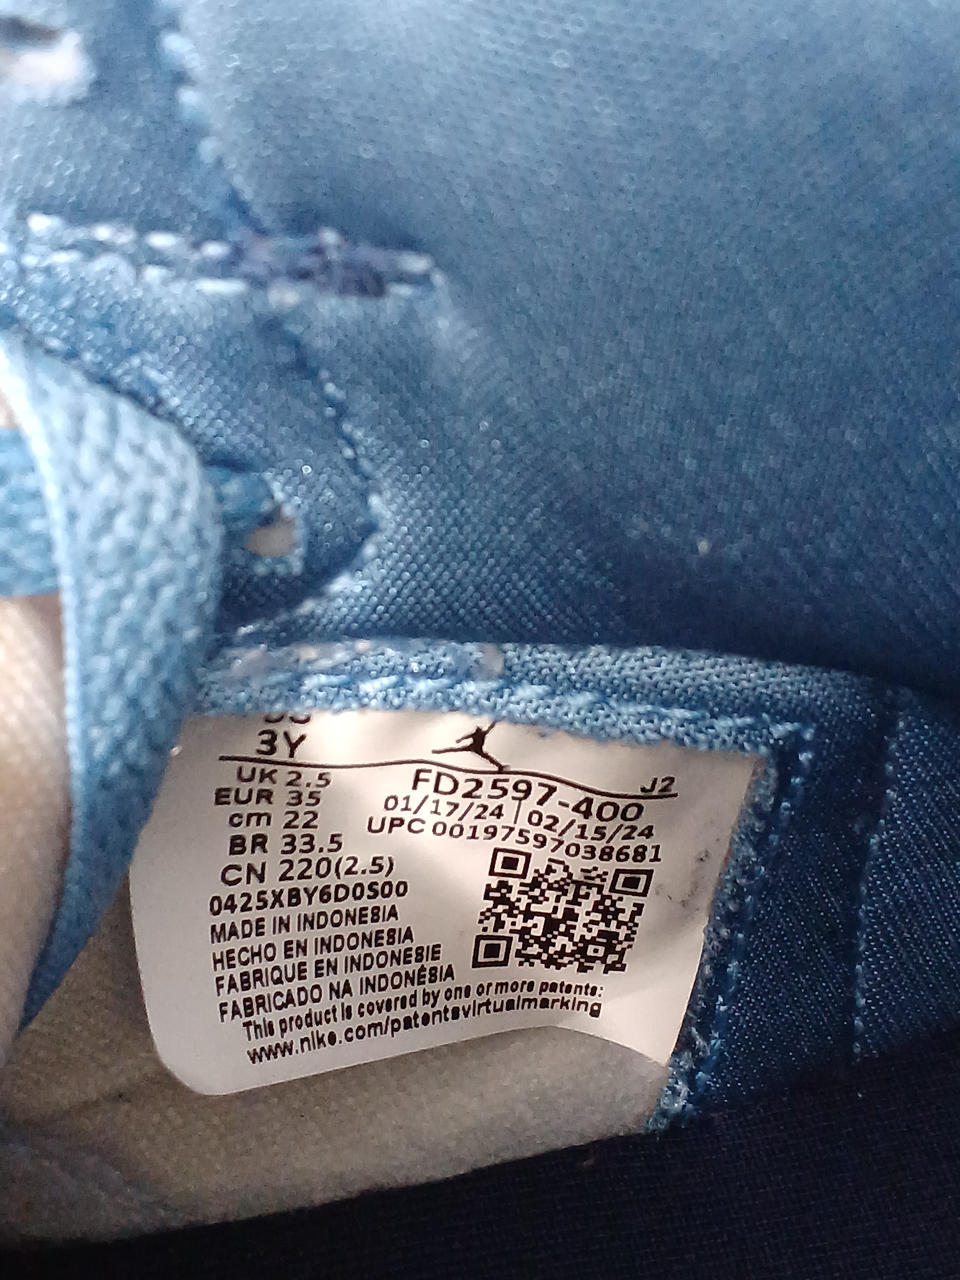 US
3Y
J2
UK 2.5
EUR 35
cm 22
BR 33.5
CN 220(2.5)
FD2597-400
01/17/24 | 02/15/24
UPC 00197597038681
0425XBY6D0S00
MADE IN INDONESIA
HECHO EN INDONESIA
FABRIQUE EN INDONESIE
FABRICADO NA INDONÉSIA
This product is covered by one or more patents:
www.nike.com/patentsvirtualmarking